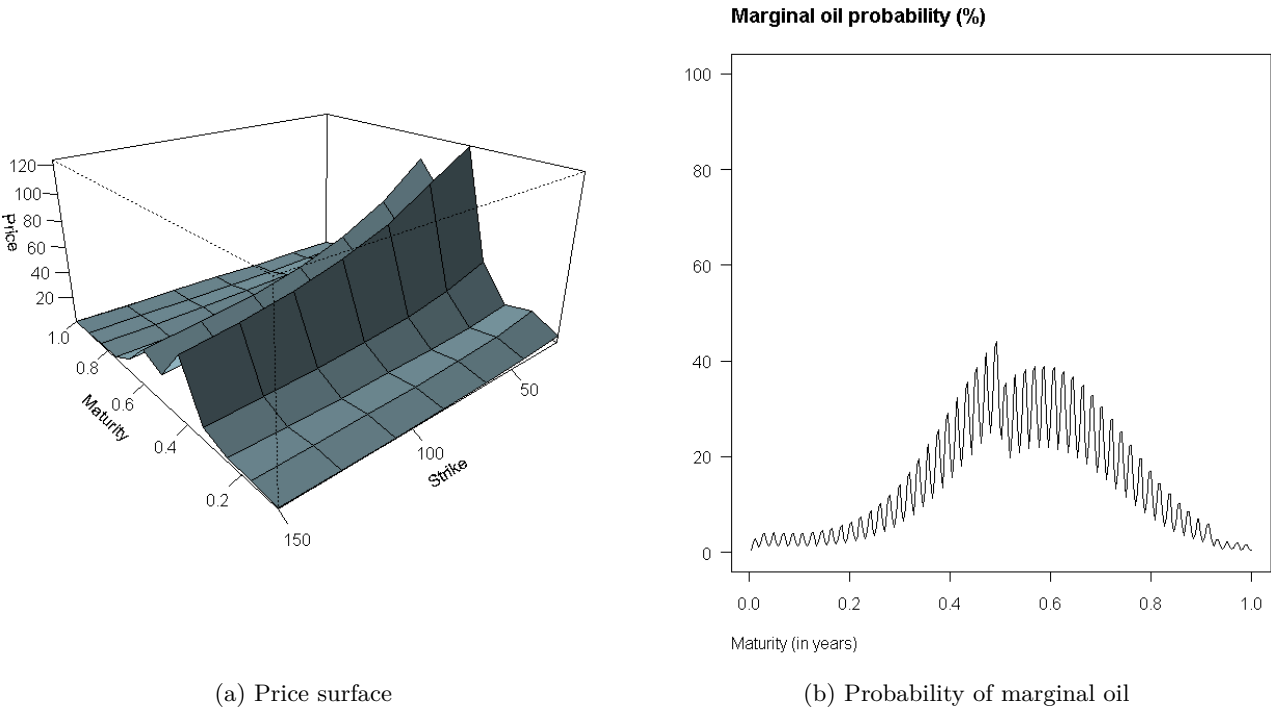 120
100
80
60
40
20
Price
1.0
0.8
0.6
0.4
0.2
Maturity
50
100
150
Strike
(a) Price surface
Marginal oil probability (%)
100
80
60
40
20
0
0.0 0.2 0.4 0.6 0.8 1.0
Maturity (in years)
(b) Probability of marginal oil